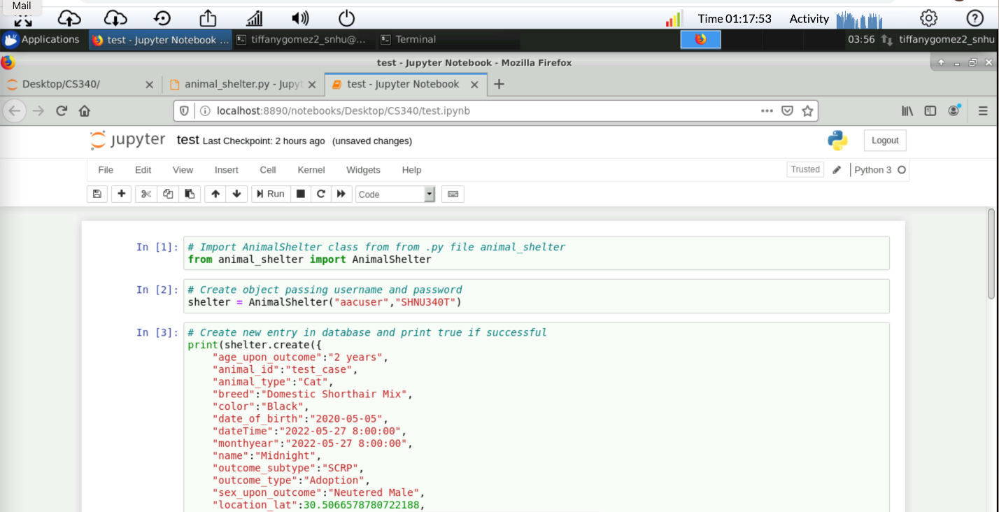 Mail
Time 01:17:53 Activity
Applications test - Jupyter Notebook ... tiffanygomez2_snhu@... Terminal 03:56 tiffanygomez2_snhu
test - Jupyter Notebook - Mozilla Firefox
Desktop/CS340/ animal_shelter.py - Jupyt test - Jupyter Notebook
localhost:8890/notebooks/Desktop/CS340/test.ipynb
jupyter test Last Checkpoint: 2 hours ago (unsaved changes) Logout
File Edit View Insert Cell Kernel Widgets Help Trusted Python 3
Run Code
In [1]: # Import AnimalShelter class from from .py file animal_shelter
from animal_shelter import AnimalShelter
In [2]: # Create object passing username and password
shelter = AnimalShelter("aacuser","SHNU340T")
In [3]: # Create new entry in database and print true if successful
print(shelter.create({
"age_upon_outcome":"2 years",
"animal_id":"test_case",
"animal_type":"Cat",
"breed":"Domestic Shorthair Mix",
"color":"Black",
"date_of_birth":"2020-05-05",
"dateTime":"2022-05-27 8:00:00",
"monthyear":"2022-05-27 8:00:00",
"name":"Midnight",
"outcome_subtype":"SCRP",
"outcome_type":"Adoption",
"sex_upon_outcome":"Neutered Male",
"location_lat":30.5066578780722188,